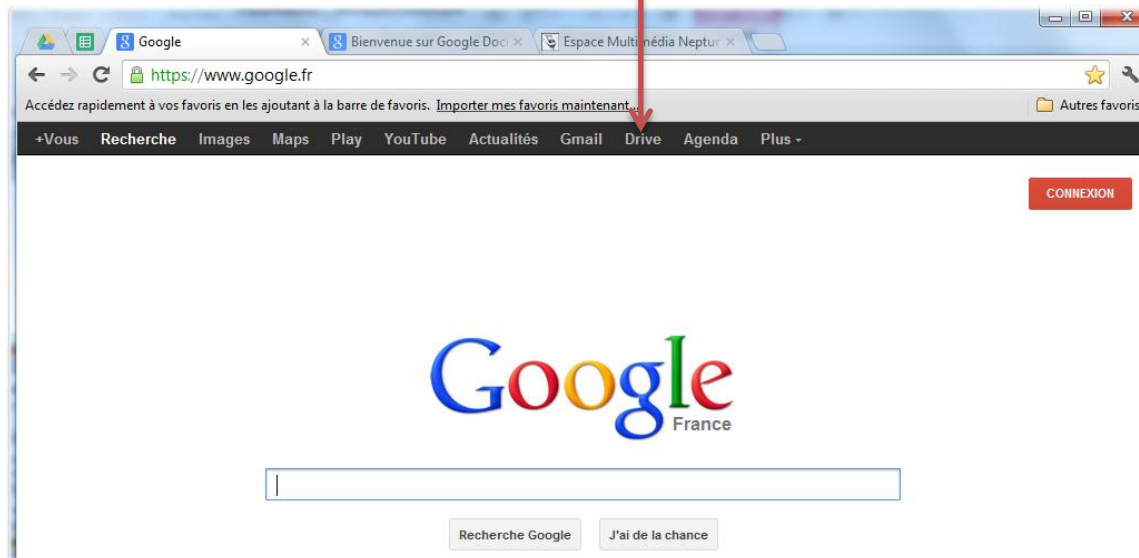 Google Bienvenue sur Google Doc Espace Multimédia Neptun
https://www.google.fr
Accédez rapidement à vos favoris en les ajoutant à la barre de favoris. Importer mes favoris maintenant... Autres favoris
+Vous Recherche Images Maps Play YouTube Actualités Gmail Drive Agenda Plus
CONNEXION
Google
France
Recherche Google J'ai de la chance